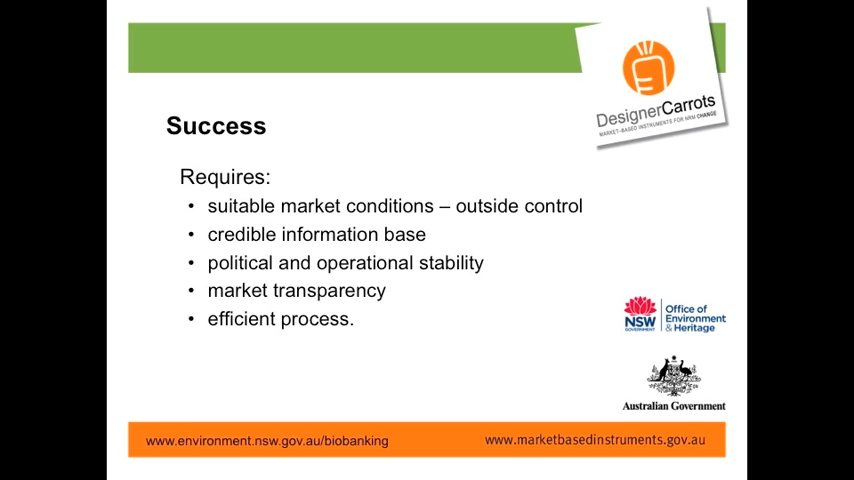 DesignerCarrots
MARKET-BASED INSTRUMENTS FOR NRM CHANGE
Success
Requires:
• suitable market conditions – outside control
• credible information base
• political and operational stability
• market transparency
• efficient process.
NSW
GOVERNMENT
Office of
Environment
& Heritage
Australian Government
www.environment.nsw.gov.au/biobanking
www.marketbasedinstruments.gov.au